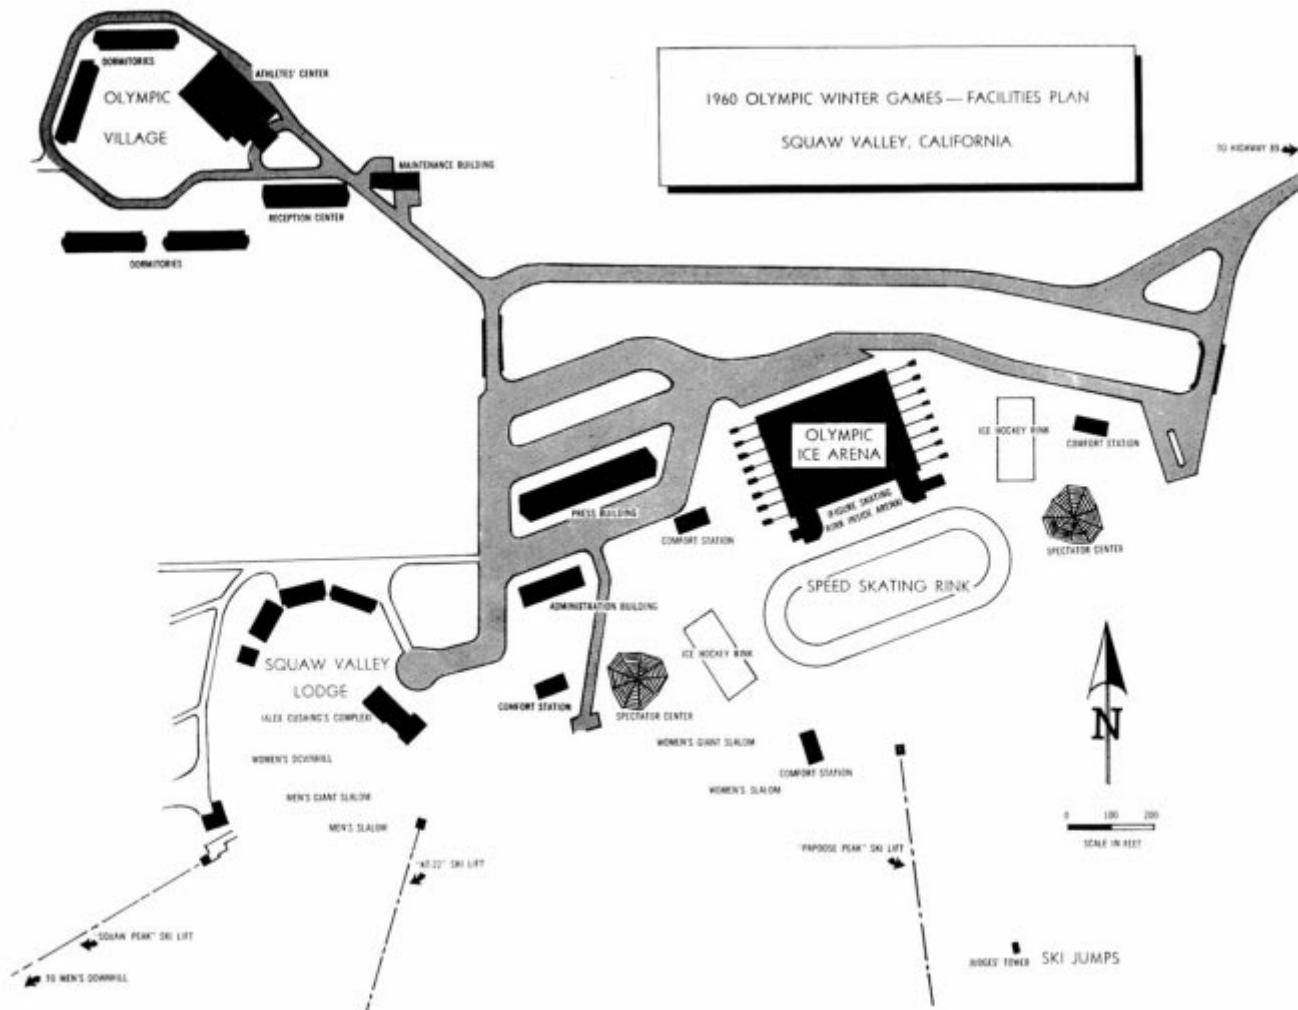 1960 OLYMPIC WINTER GAMES — FACILITIES PLAN
SQUAW VALLEY, CALIFORNIA
DORMITORIES
ATHLETES' CENTER
OLYMPIC
VILLAGE
MAINTENANCE BUILDING
RECEPTION CENTER
DORMITORIES
TO HIGHWAY 89
OLYMPIC
ICE ARENA
(FIGURE SKATING
RINK INSIDE ARENA)
ICE HOCKEY RINK
COMFORT STATION
PRESS BUILDING
COMFORT STATION
SPECTATOR CENTER
SPEED SKATING RINK
ADMINISTRATION BUILDING
ICE HOCKEY RINK
SQUAW VALLEY
LODGE
(ALEX CUSHING'S COMPLEX)
COMFORT STATION
SPECTATOR CENTER
WOMEN'S GIANT SLALOM
WOMEN'S DOWNHILL
COMFORT STATION
WOMEN'S SLALOM
MEN'S GIANT SLALOM
MEN'S SLALOM
N
0 100 200
SCALE IN FEET
"KT-22" SKI LIFT
"PAPOOSE PEAK" SKI LIFT
"SQUAW PEAK" SKI LIFT
TO MEN'S DOWNHILL
JUDGES' TOWER
SKI JUMPS